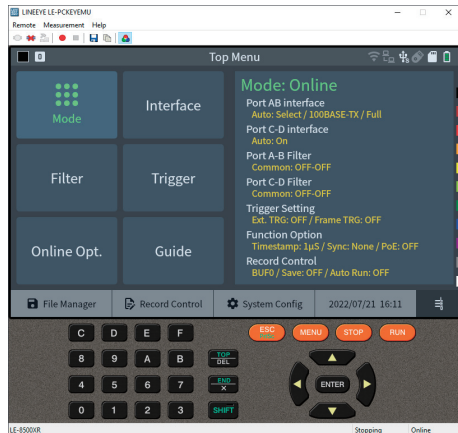 LINEEYE LE-PCKEYEMU
Remote Measurement Help
0 Top Menu
Mode
Interface
Filter
Trigger
Online Opt.
Guide
Mode: Online
Port AB interface
Auto: Select / 100BASE-TX / Full
Port C-D interface
Auto: On
Port A-B Filter
Common: OFF-OFF
Port C-D Filter
Common: OFF-OFF
Trigger Setting
Ext. TRG: OFF / Frame TRG: OFF
Function Option
Timestamp: 1µS / Sync: None / PoE: OFF
Record Control
BUF0 / Save: OFF / Auto Run: OFF
File Manager Record Control System Config 2022/07/21 16:11
C D E F ESC MENU STOP RUN
8 9 A B TOP DEL
4 5 6 7 END X ENTER
0 1 2 3 SHIFT
LE-8500XR Stopping Online